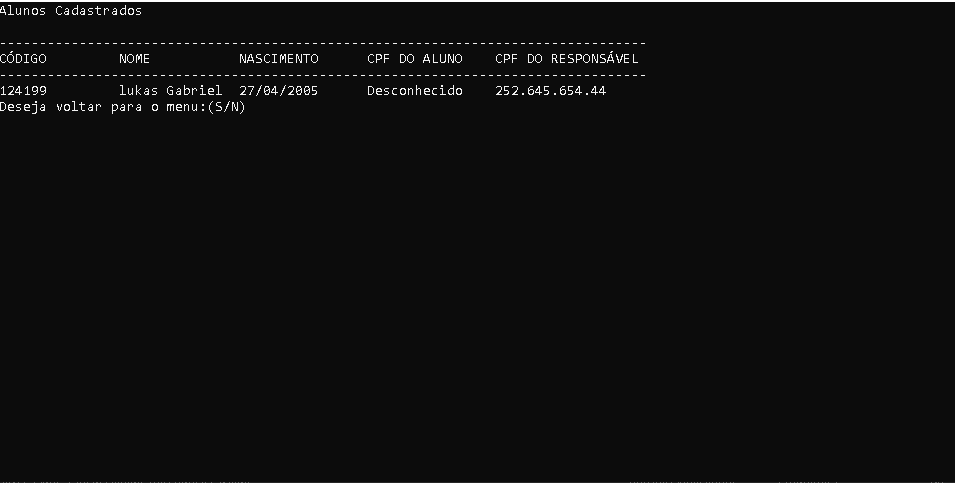 Alunos Cadastrados
---------------------------------------------------------------------------------
CÓDIGO NOME NASCIMENTO CPF DO ALUNO CPF DO RESPONSÁVEL
---------------------------------------------------------------------------------
124199 lukas Gabriel 27/04/2005 Desconhecido 252.645.654.44
Deseja voltar para o menu:(S/N)